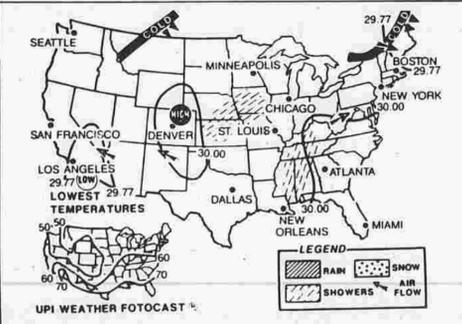 COLD
29.77
COLD
SEATTLE
MINNEAPOLIS
BOSTON
29.77
NEW YORK
HIGH
CHICAGO
30.00
SAN FRANCISCO
DENVER
ST. LOUIS
30.00
LOS ANGELES
29.77
LOW
29.77
ATLANTA
DALLAS
30.00
NEW
ORLEANS
MIAMI
LOWEST
TEMPERATURES
50
50
60
70
60
70
LEGEND
RAIN
SNOW
SHOWERS
AIR
FLOW
UPI WEATHER FOTOCAST